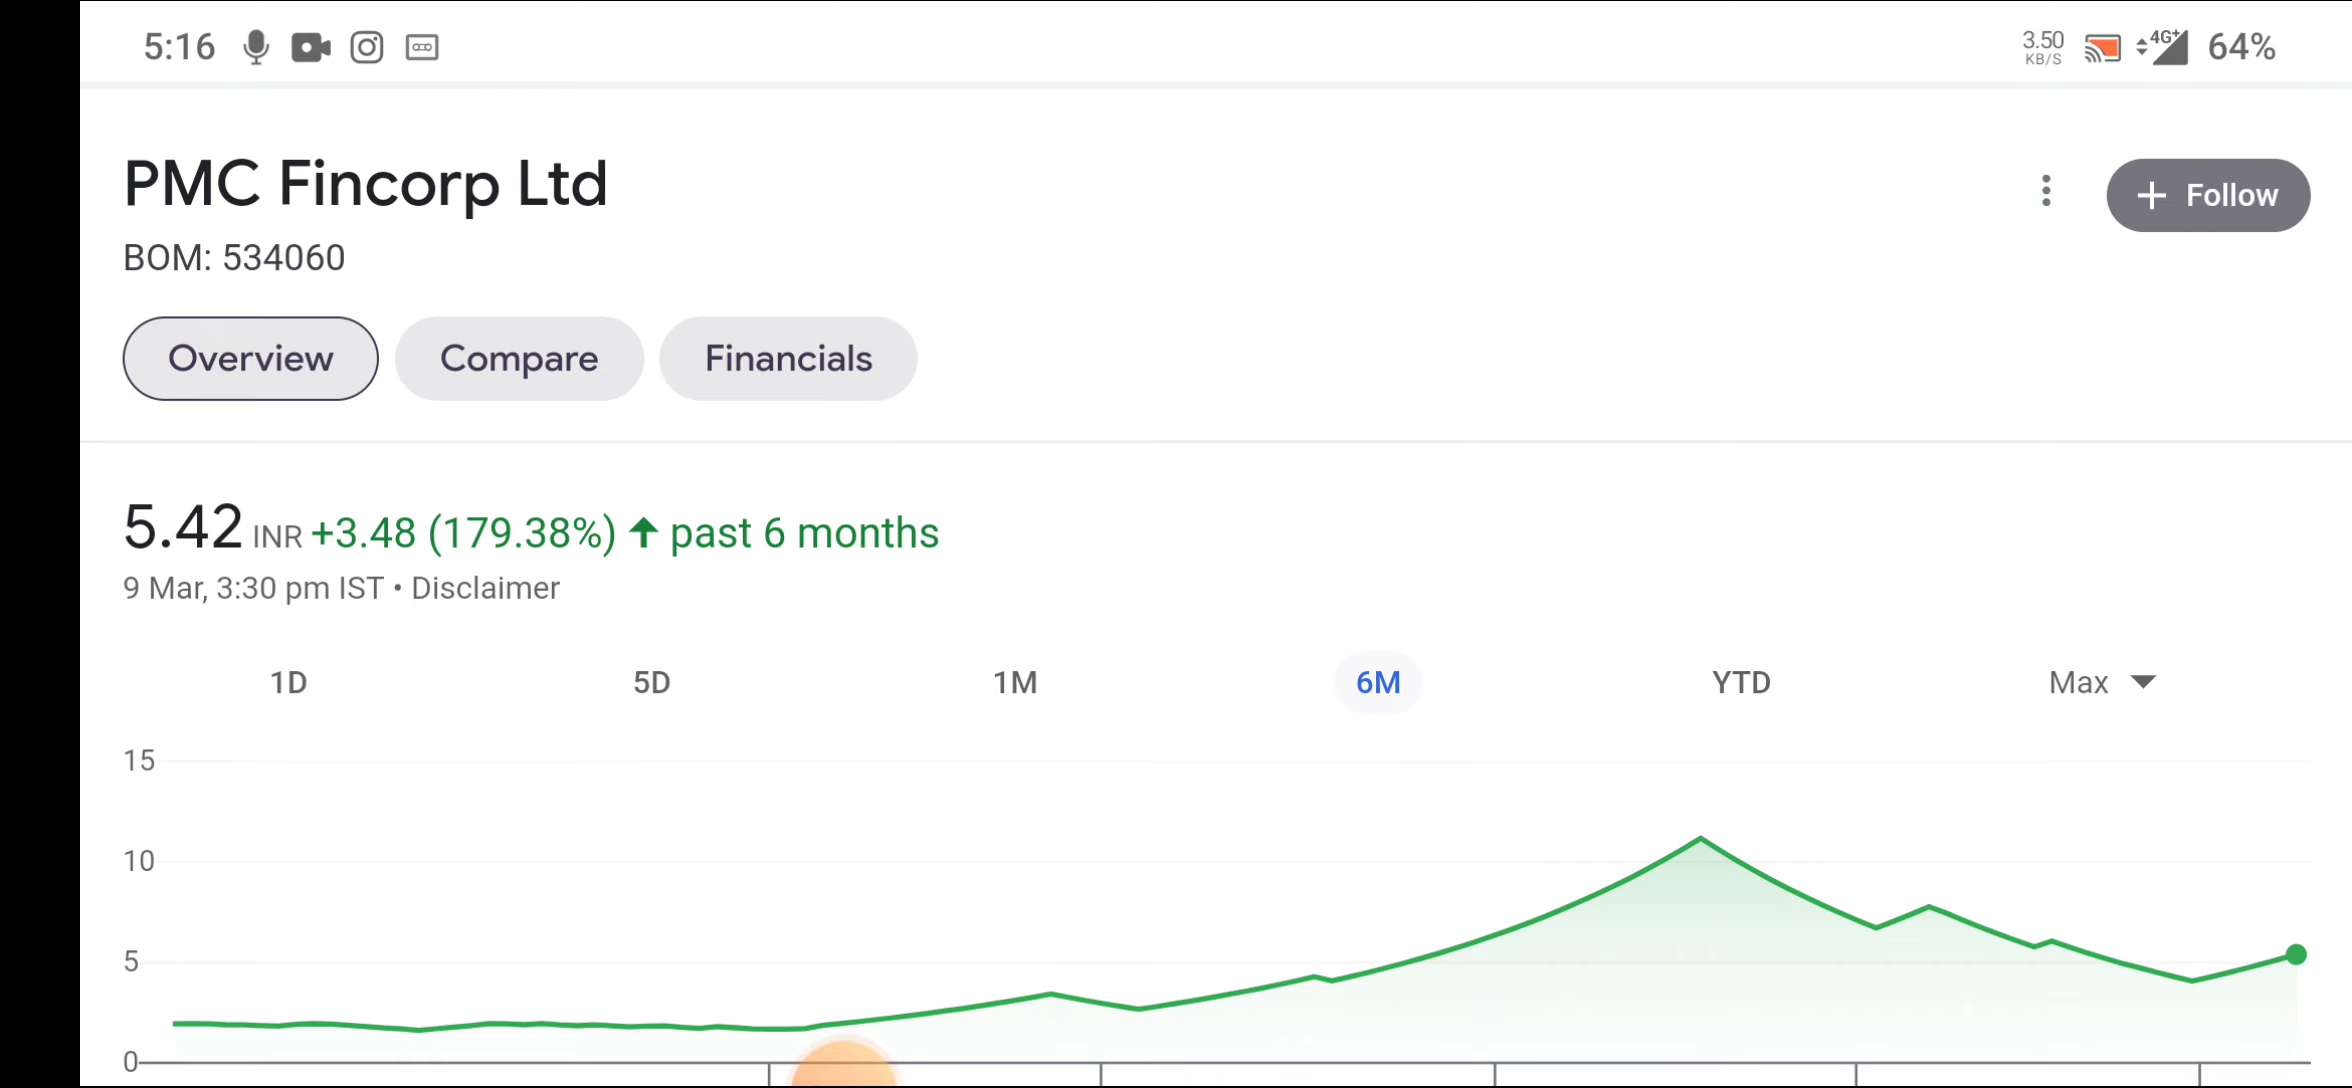 5:16 3.50 KB/S 4G+ 64%
PMC Fincorp Ltd
+ Follow
BOM: 534060
Overview Compare Financials
5.42 INR +3.48 (179.38%) ↑ past 6 months
9 Mar, 3:30 pm IST • Disclaimer
1D 5D 1M 6M YTD Max
15
10
5
0